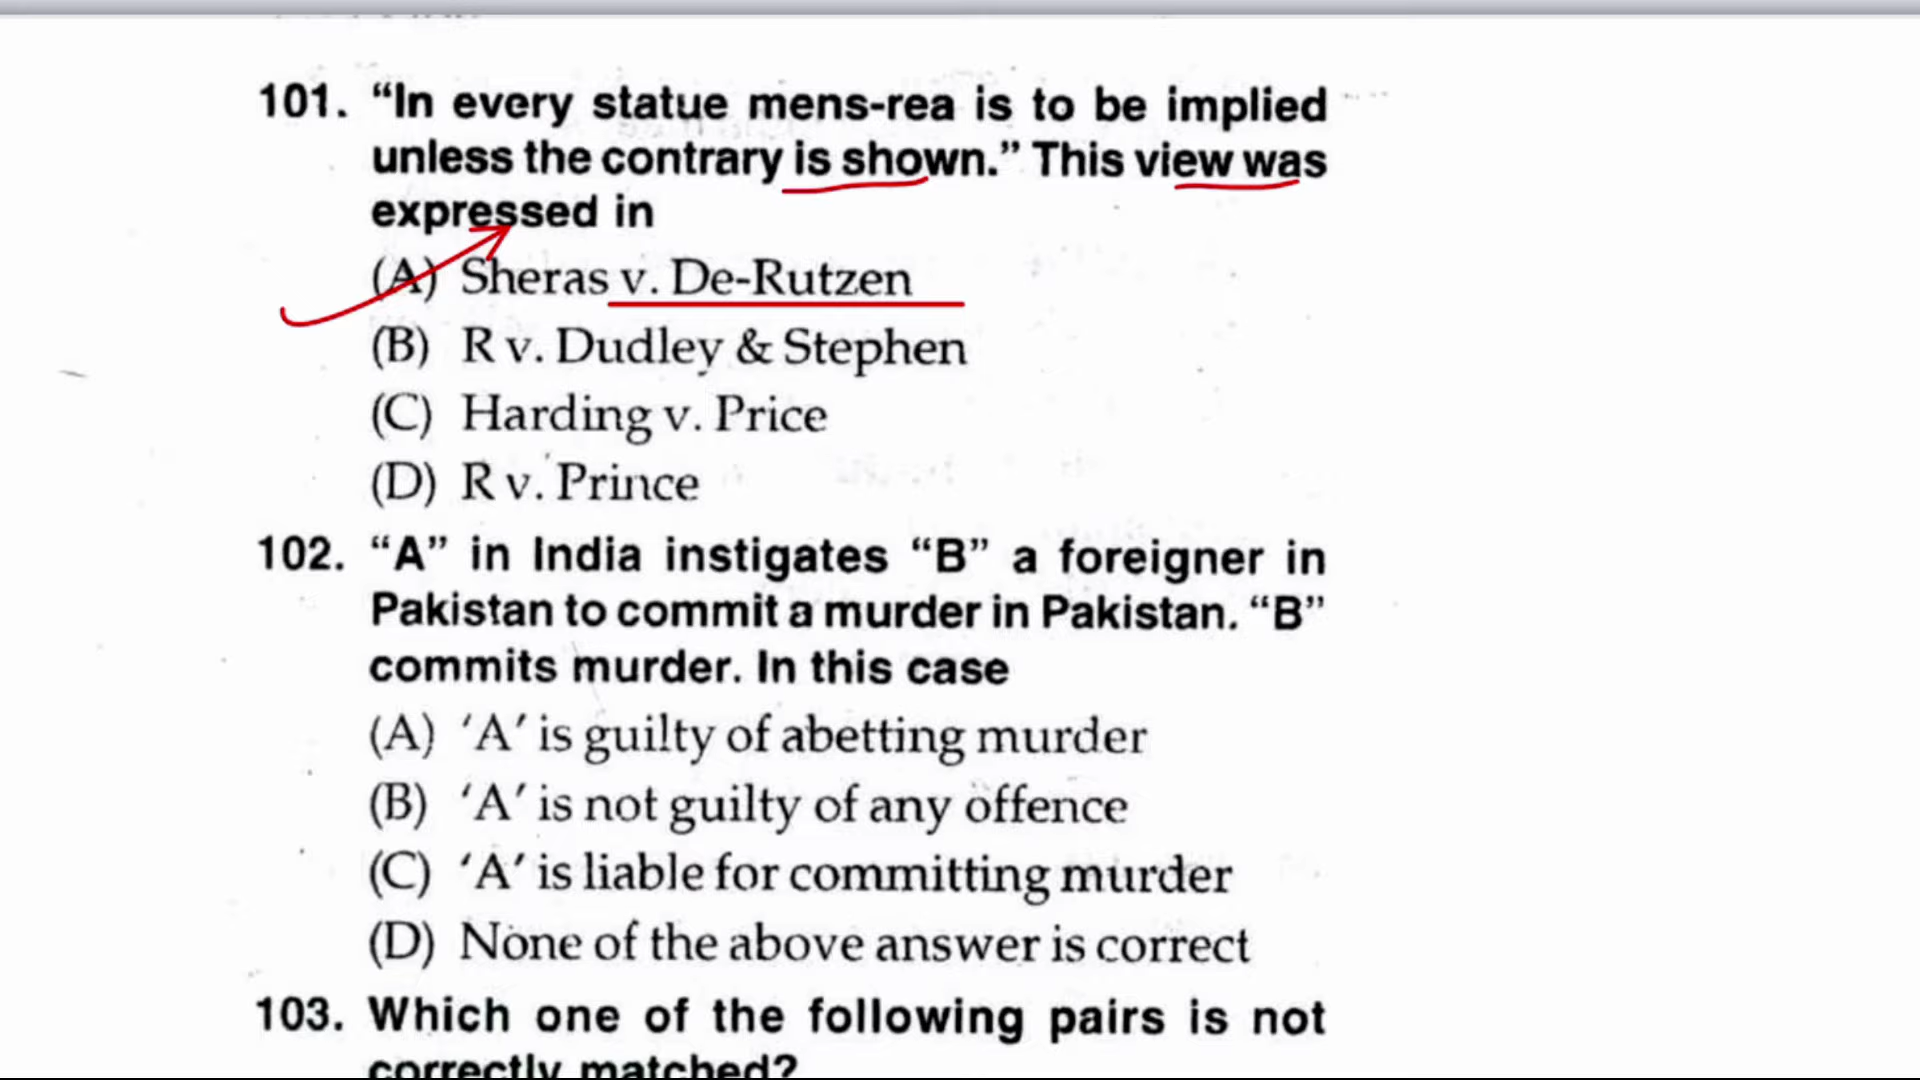 101. “In every statue mens-rea is to be implied
unless the contrary is shown.” This view was
expressed in
(A) Sheras v. De-Rutzen
(B) R v. Dudley & Stephen
(C) Harding v. Price
(D) R v. Prince
102. “A” in India instigates “B” a foreigner in
Pakistan to commit a murder in Pakistan. “B”
commits murder. In this case
(A) ‘A’ is guilty of abetting murder
(B) ‘A’ is not guilty of any offence
(C) ‘A’ is liable for committing murder
(D) None of the above answer is correct
103. Which one of the following pairs is not
correctly matched?